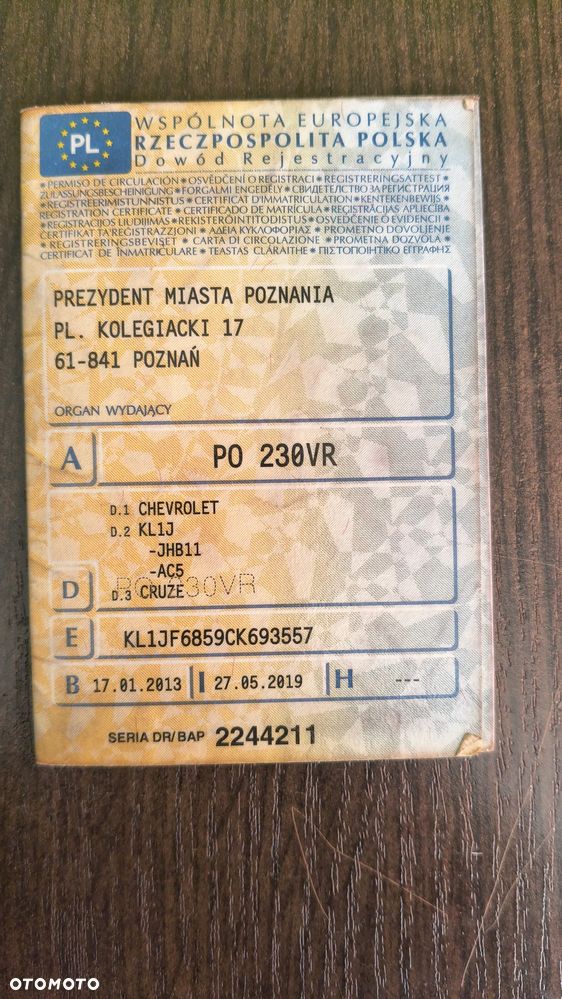 PL
WSPÓLNOTA EUROPEJSKA
RZECZPOSPOLITA POLSKA
Dowód Rejestracyjny
* PERMISO DE CIRCULACIÓN * OSVĚDČENÍ O REGISTRACI * REGISTRERINGSATTEST *
ZULASSUNGSBESCHEINIGUNG * FORGALMI ENGEDÉLY * СВИДЕТЕЛСТВО ЗА РЕГИСТРАЦИЯ
* REGISTREERIMISTUNNISTUS * CERTIFICAT D'IMMATRICULATION * KENTEKENBEWIJS *
REGISTRATION CERTIFICATE * CERTIFICADO DE MATRÍCULA * REĢISTRĀCIJAS APLIECĪBA
* REGISTRACIJOS LIUDIJIMAS * REKISTERÖINTITODISTUS * OSVEDČENIE O EVIDENCII *
ĊERTIFIKAT TA' REĠISTRAZZJONI * ΑΔΕΙΑ ΚΥΚΛΟΦΟΡΙΑΣ * PROMETNO DOVOLJENJE
* REGISTRERINGSBEVISET * CARTA DI CIRCOLAZIONE * PROMETNA DOZVOLA *
CERTIFICAT DE ÎNMATRICULARE * TEASTAS CLÁRAITHE * ΠΙΣΤΟΠΟΙΗΤΙΚΟ ΕΓΓΡΑΦΗΣ
PREZYDENT MIASTA POZNANIA
PL. KOLEGIACKI 17
61-841 POZNAŃ
ORGAN WYDAJĄCY
A PO 230VR
D.1 CHEVROLET
D.2 KL1J
-JHB11
-AC5
D D.3 CRUZE
PO 230VR
E KL1JF6859CK693557
B 17.01.2013 I 27.05.2019 H ---
SERIA DR/BAP 2244211
OTOMOTO